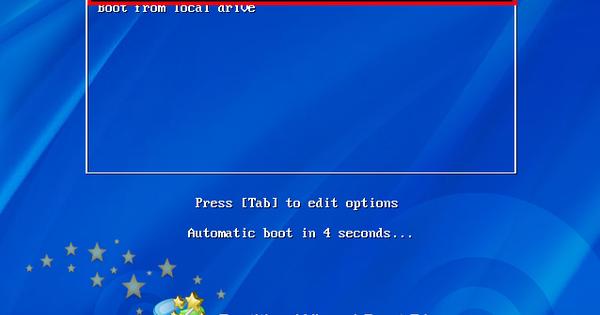 Boot from local drive
Press [Tab] to edit options
Automatic boot in 4 seconds...